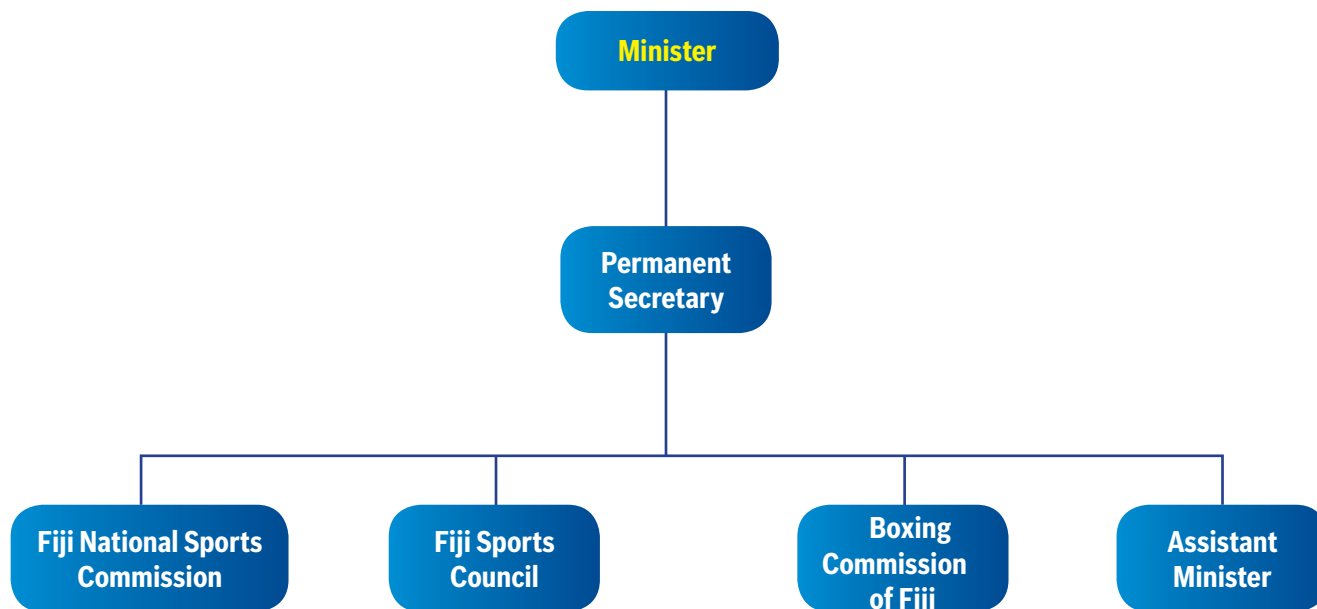 Minister
Permanent
Secretary
Fiji National Sports
Commission
Fiji Sports
Council
Boxing
Commission
of Fiji
Assistant
Minister